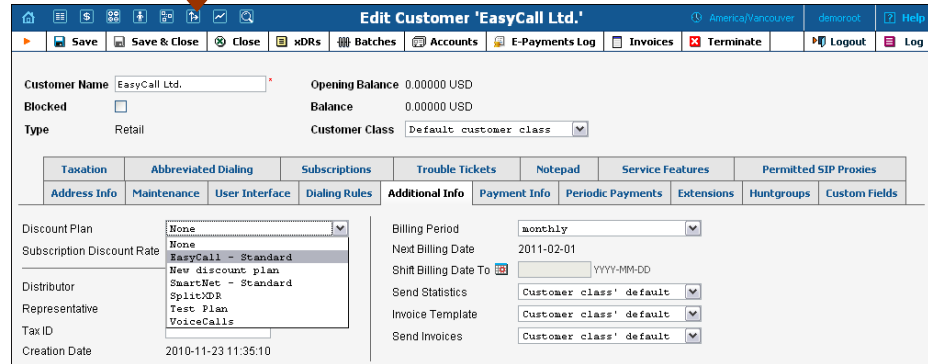 Edit Customer 'EasyCall Ltd.' America/Vancouver demoroot ? Help
Save Save & Close Close xDRs Batches Accounts E-Payments Log Invoices Terminate Logout Log
Customer Name EasyCall Ltd. * Opening Balance 0.00000 USD
Blocked Balance 0.00000 USD
Type Retail Customer Class Default customer class
Taxation Abbreviated Dialing Subscriptions Trouble Tickets Notepad Service Features Permitted SIP Proxies
Address Info Maintenance User Interface Dialing Rules Additional Info Payment Info Periodic Payments Extensions Huntgroups Custom Fields
Discount Plan None Billing Period monthly
None
Subscription Discount Rate EasyCall - Standard Next Billing Date 2011-02-01
New discount plan Shift Billing Date To YYYY-MM-DD
Distributor SmartNet - Standard Send Statistics Customer class' default
SplitXDR
Representative Test Plan Invoice Template Customer class' default
VoiceCalls
Tax ID Send Invoices Customer class' default
Creation Date 2010-11-23 11:35:10